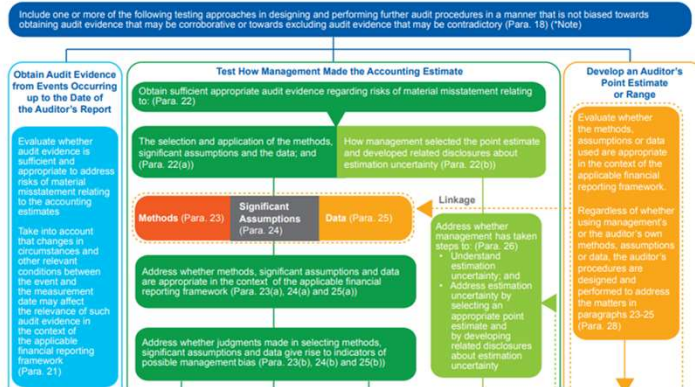 Include one or more of the following testing approaches in designing and performing further audit procedures in a manner that is not biased towards
obtaining audit evidence that may be corroborative or towards excluding audit evidence that may be contradictory (Para. 18) (*Note)
Obtain Audit Evidence
from Events Occurring
up to the Date of
the Auditor's Report
Evaluate whether
audit evidence is
sufficient and
appropriate to address
risks of material
misstatement relating
to the accounting
estimates
Take into account
that changes in
circumstances and
other relevant
conditions between
the event and
the measurement
date may affect
the relevance of such
audit evidence in
the context of
the applicable
financial reporting
framework
(Para. 21)
Test How Management Made the Accounting Estimate
Obtain sufficient appropriate audit evidence regarding risks of material misstatement relating
to: (Para. 22)
The selection and application of the methods,
significant assumptions and the data; and
(Para. 22(a))
How management selected the point estimate
and developed related disclosures about
estimation uncertainty (Para. 22(b))
Methods (Para. 23)
Significant
Assumptions
(Para. 24)
Data (Para. 25)
Linkage
Address whether methods, significant assumptions and data
are appropriate in the context of the applicable financial
reporting framework (Para. 23(a), 24(a) and 25(a))
Address whether judgments made in selecting methods,
significant assumptions and data give rise to indicators of
possible management bias (Para. 23(b), 24(b) and 25(b))
Address whether
management has taken
steps to: (Para. 26)
• Understand
estimation
uncertainty; and
• Address estimation
uncertainty by
selecting an
appropriate point
estimate and
by developing
related disclosures
about estimation
uncertainty
Develop an Auditor's
Point Estimate
or Range
Evaluate whether
the methods,
assumptions or data
used are appropriate
in the context of the
applicable financial
reporting framework.
Regardless of whether
using management's
or the auditor's own
methods, assumptions
or data, the auditor's
procedures are
designed and
performed to address
the matters in
paragraphs 23-25
(Para. 28)